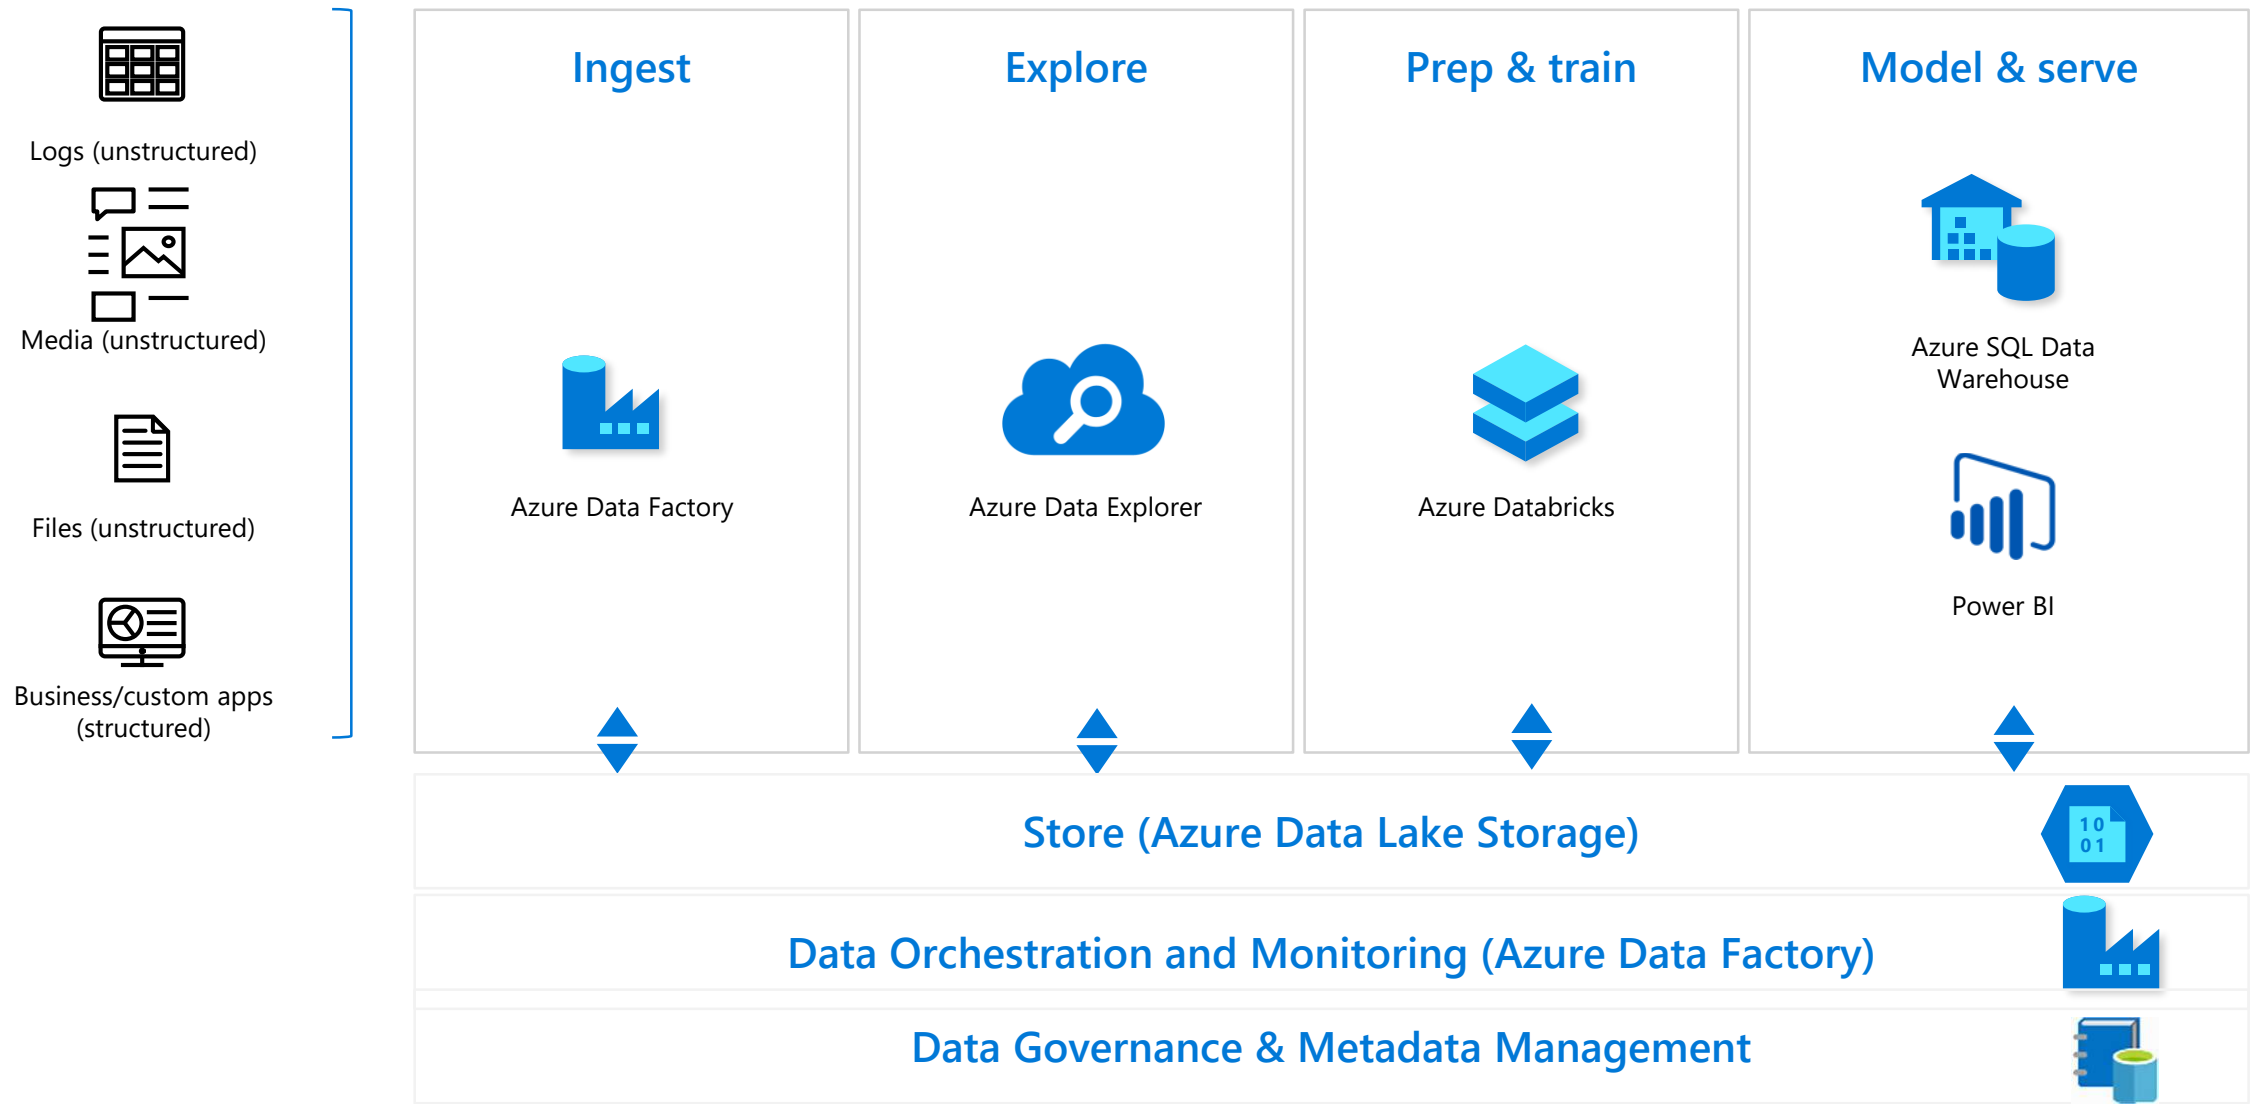 Logs (unstructured)
Media (unstructured)
Files (unstructured)
Business/custom apps
(structured)
Ingest
Azure Data Factory
Explore
Azure Data Explorer
Prep & train
Azure Databricks
Model & serve
Azure SQL Data
Warehouse
Power BI
Store (Azure Data Lake Storage)
10
01
Data Orchestration and Monitoring (Azure Data Factory)
Data Governance & Metadata Management